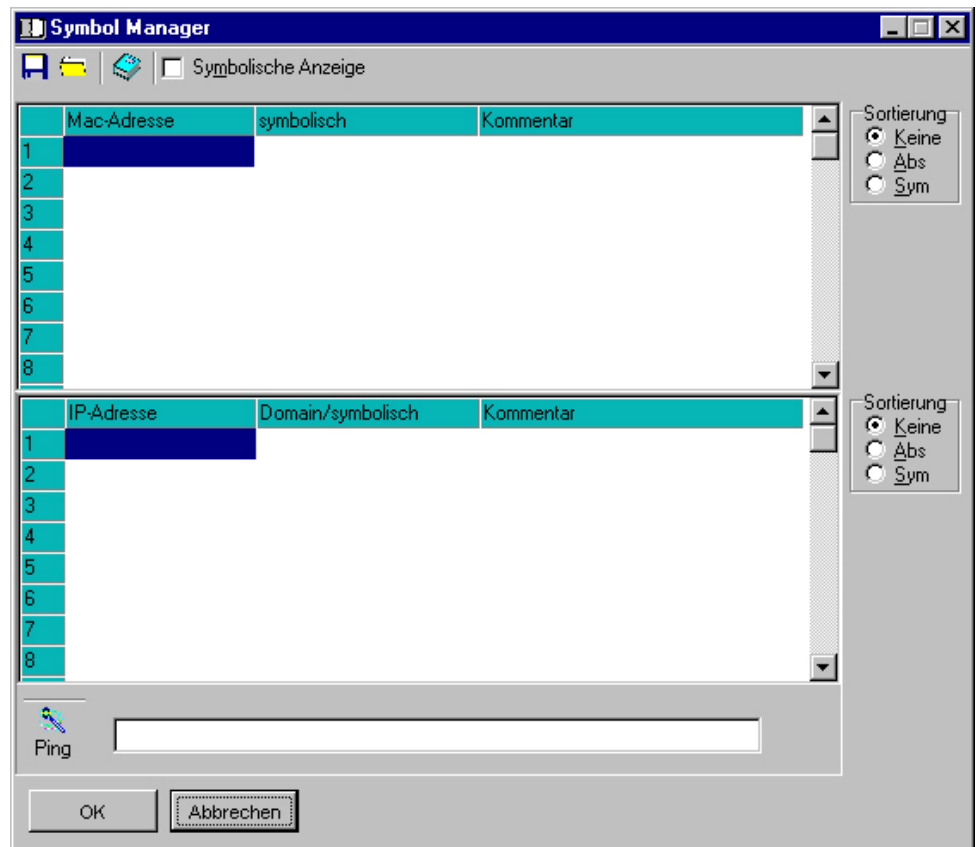 Symbol Manager
Symbolische Anzeige
Mac-Adresse symbolisch Kommentar
1
2
3
4
5
6
7
8
Sortierung
Keine
Abs
Sym
IP-Adresse Domain/symbolisch Kommentar
1
2
3
4
5
6
7
8
Sortierung
Keine
Abs
Sym
Ping
OK Abbrechen